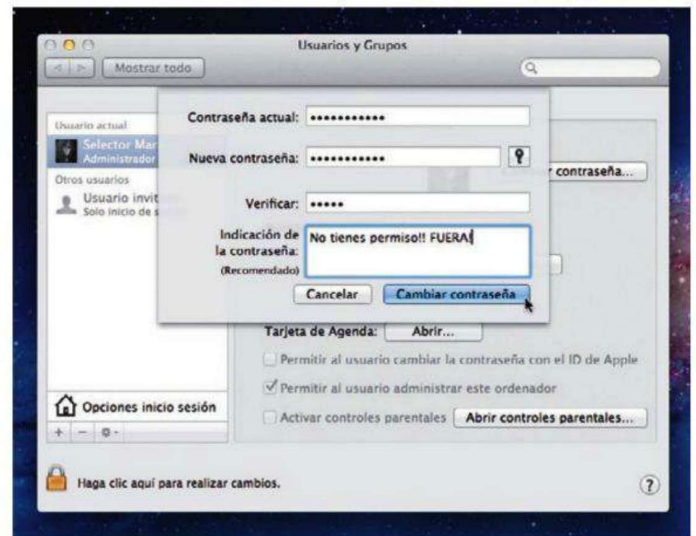 Usuarios y Grupos
Mostrar todo
Contraseña actual: •••••••••••
Usuario actual
Selector Mar
Administrador
Nueva contraseña: •••••••••••
contraseña...
Otros usuarios
Usuario invit
Solo inicio de s
Verificar: •••••
Indicación de
la contraseña:
(Recomendado)
No tienes permiso!! FUERA!
Cancelar
Cambiar contraseña
Tarjeta de Agenda: Abrir...
Permitir al usuario cambiar la contraseña con el ID de Apple
Permitir al usuario administrar este ordenador
Opciones inicio sesión
Activar controles parentales Abrir controles parentales...
Haga clic aquí para realizar cambios.
?